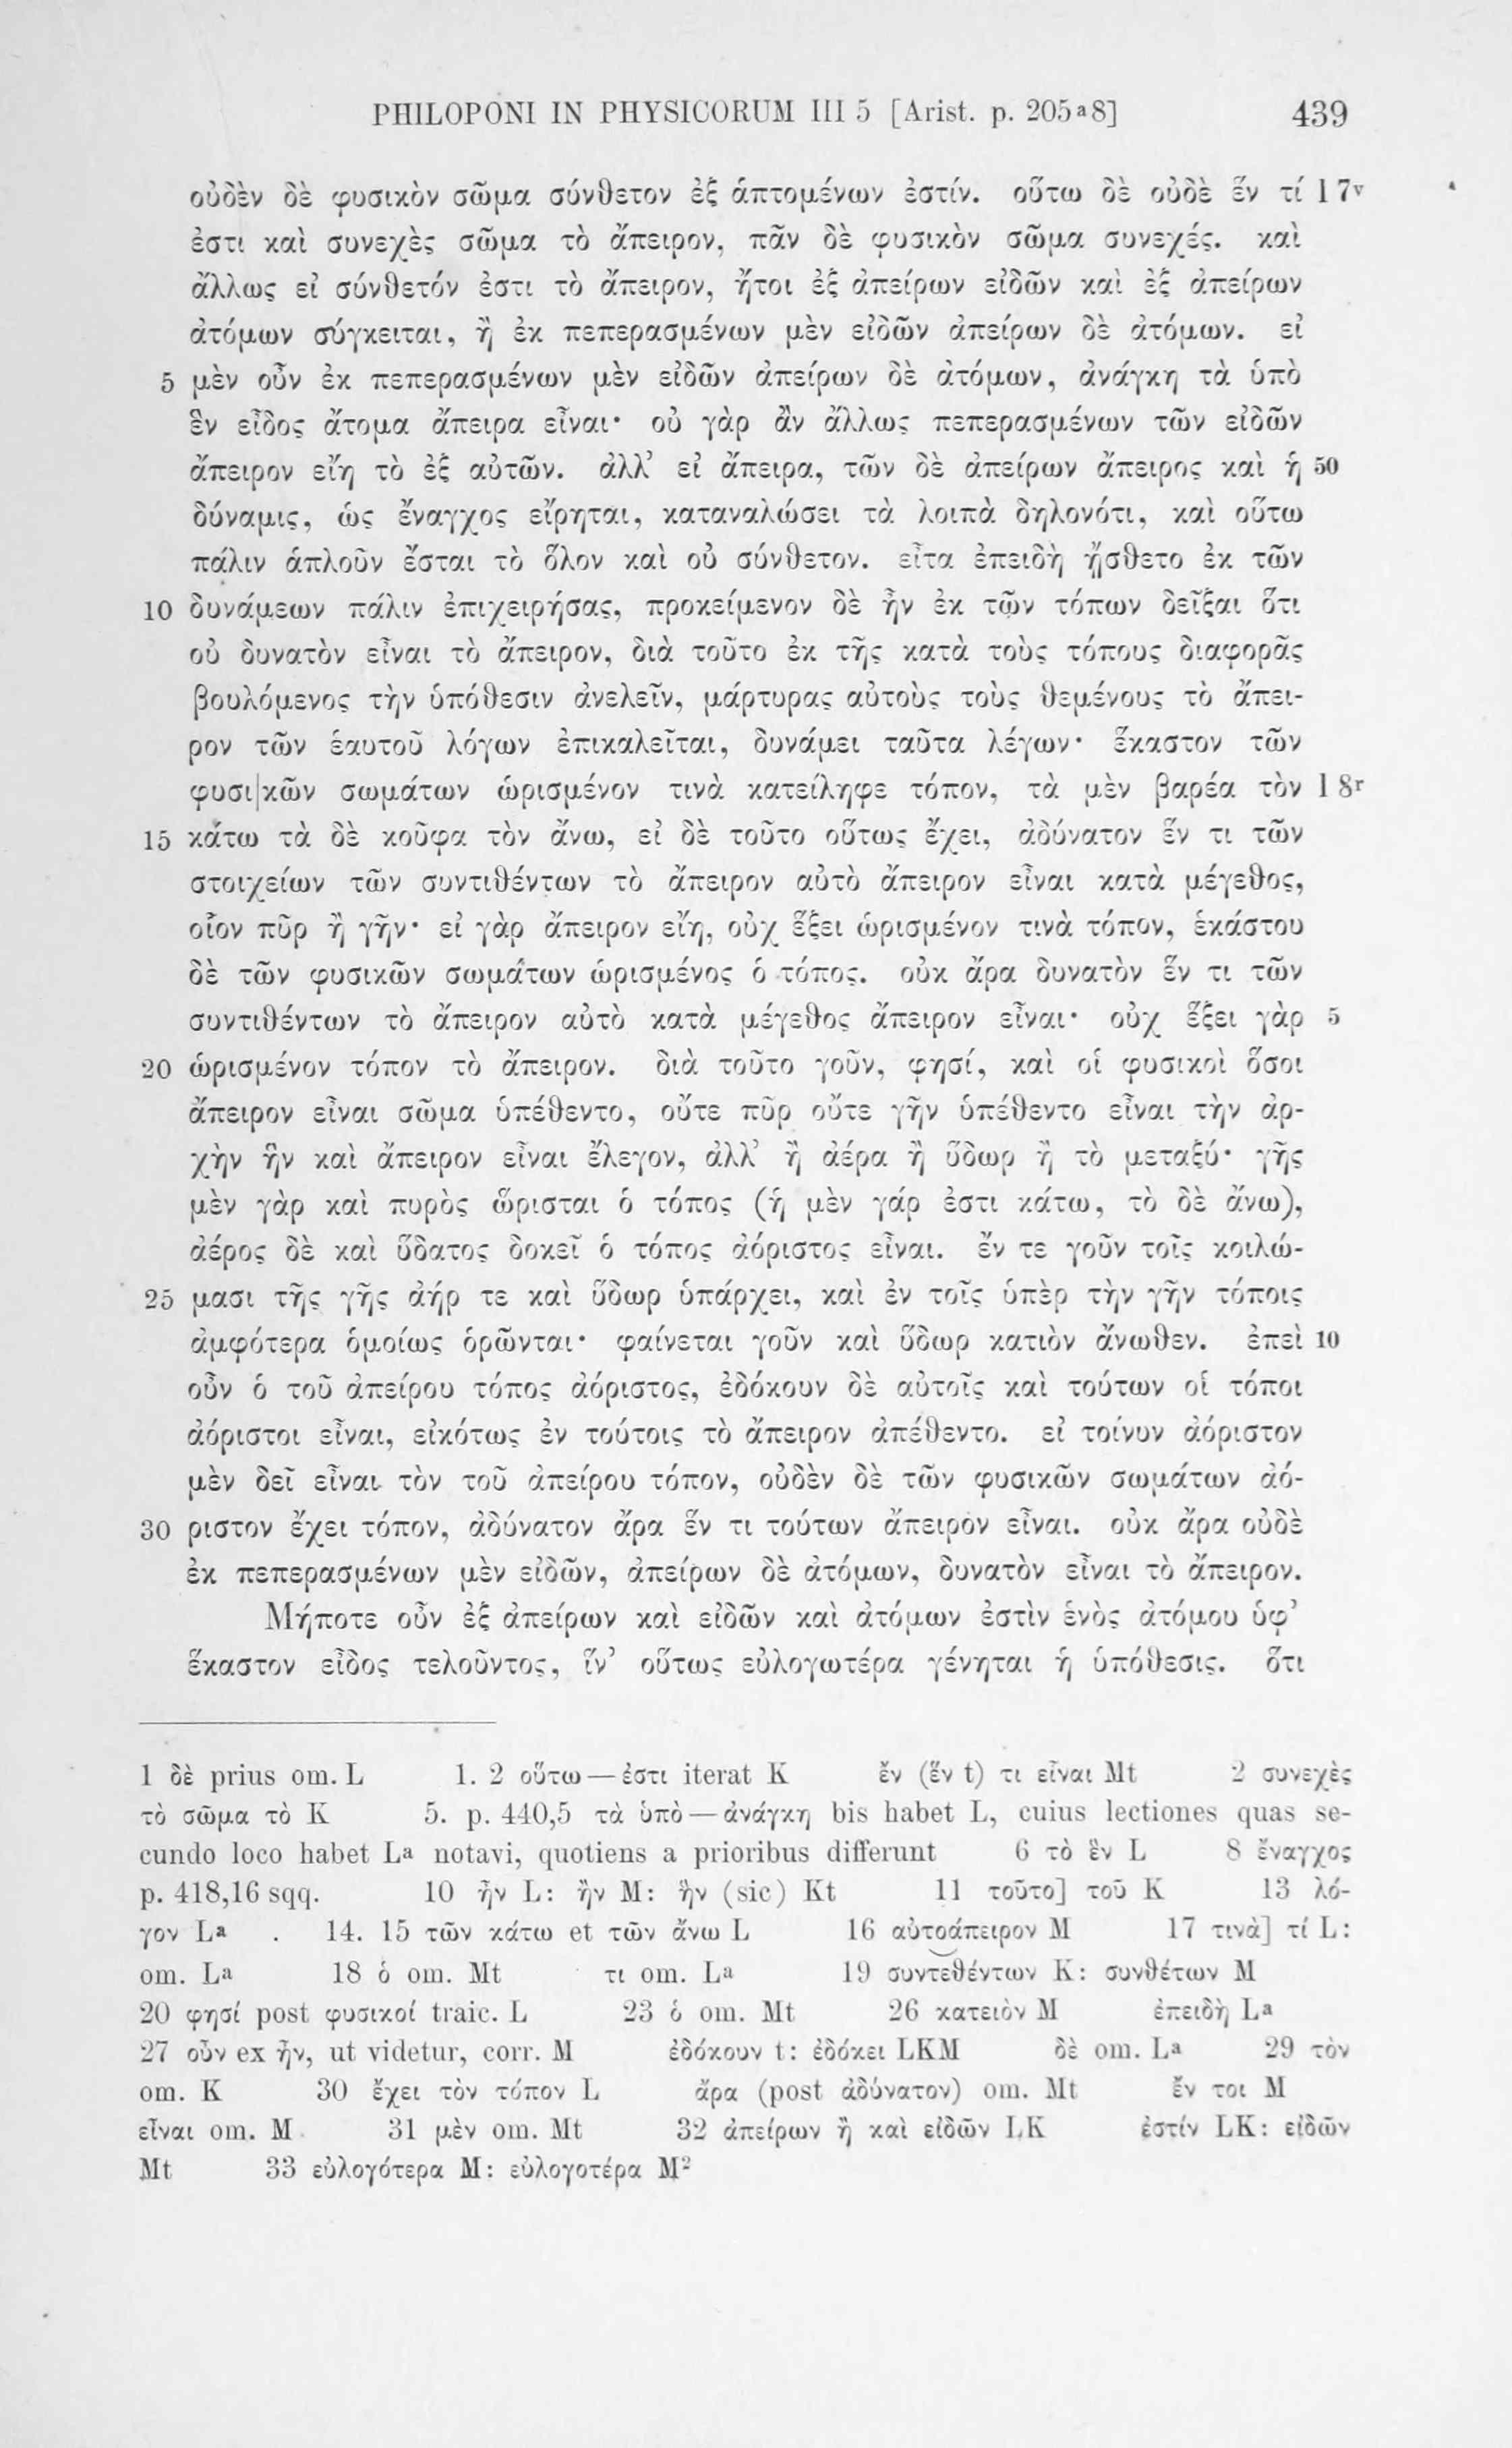 PHILOPONI IN PHYSICORUM III 5 [Arist. p. 205ª8] 439
οὐδὲν δὲ φυσικὸν σῶμα σύνθετον ἐξ ἁπτομένων ἐστίν. οὕτω δὲ οὐδὲ ἕν τί l 7ᵛ
ἐστι καὶ συνεχὲς σῶμα τὸ ἄπειρον, πᾶν δὲ φυσικὸν σῶμα συνεχές. καὶ
ἄλλως εἰ σύνθετόν ἐστι τὸ ἄπειρον, ἤτοι ἐξ ἀπείρων εἰδῶν καὶ ἐξ ἀπείρων
ἀτόμων σύγκειται, ἢ ἐκ πεπερασμένων μὲν εἰδῶν ἀπείρων δὲ ἀτόμων. εἰ
5 μὲν οὖν ἐκ πεπερασμένων μὲν εἰδῶν ἀπείρων δὲ ἀτόμων, ἀνάγκη τὰ ὑπὸ
ἓν εἶδος ἄτομα ἄπειρα εἶναι· οὐ γὰρ ἂν ἄλλως πεπερασμένων τῶν εἰδῶν
ἄπειρον εἴη τὸ ἐξ αὐτῶν. ἀλλ’ εἰ ἄπειρα, τῶν δὲ ἀπείρων ἄπειρος καὶ ἡ 50
δύναμις, ὡς ἔναγχος εἴρηται, καταναλώσει τὰ λοιπὰ δηλονότι, καὶ οὕτω
πάλιν ἁπλοῦν ἔσται τὸ ὅλον καὶ οὐ σύνθετον. εἶτα ἐπειδὴ ᾔσθετο ἐκ τῶν
10 δυνάμεων πάλιν ἐπιχειρήσας, προκείμενον δὲ ἦν ἐκ τῶν τόπων δεῖξαι ὅτι
οὐ δυνατὸν εἶναι τὸ ἄπειρον, διὰ τοῦτο ἐκ τῆς κατὰ τοὺς τόπους διαφορᾶς
βουλόμενος τὴν ὑπόθεσιν ἀνελεῖν, μάρτυρας αὐτοὺς τοὺς θεμένους τὸ ἄπει-
ρον τῶν ἑαυτοῦ λόγων ἐπικαλεῖται, δυνάμει ταῦτα λέγων· ἕκαστον τῶν
φυσι|κῶν σωμάτων ὡρισμένον τινὰ κατείληφε τόπον, τὰ μὲν βαρέα τὸν l 8ʳ
15 κάτω τὰ δὲ κοῦφα τὸν ἄνω, εἰ δὲ τοῦτο οὕτως ἔχει, ἀδύνατον ἕν τι τῶν
στοιχείων τῶν συντιθέντων τὸ ἄπειρον αὐτὸ ἄπειρον εἶναι κατὰ μέγεθος,
οἷον πῦρ ἢ γῆν· εἰ γὰρ ἄπειρον εἴη, οὐχ ἕξει ὡρισμένον τινὰ τόπον, ἑκάστου
δὲ τῶν φυσικῶν σωμάτων ὡρισμένος ὁ τόπος. οὐκ ἄρα δυνατὸν ἕν τι τῶν
συντιθέντων τὸ ἄπειρον αὐτὸ κατὰ μέγεθος ἄπειρον εἶναι· οὐχ ἕξει γὰρ 5
20 ὡρισμένον τόπον τὸ ἄπειρον. διὰ τοῦτο γοῦν, φησί, καὶ οἱ φυσικοὶ ὅσοι
ἄπειρον εἶναι σῶμα ὑπέθεντο, οὔτε πῦρ οὔτε γῆν ὑπέθεντο εἶναι τὴν ἀρ-
χὴν ἣν καὶ ἄπειρον εἶναι ἔλεγον, ἀλλ’ ἢ ἀέρα ἢ ὕδωρ ἢ τὸ μεταξύ· γῆς
μὲν γὰρ καὶ πυρὸς ὥρισται ὁ τόπος (ἡ μὲν γάρ ἐστι κάτω, τὸ δὲ ἄνω),
ἀέρος δὲ καὶ ὕδατος δοκεῖ ὁ τόπος ἀόριστος εἶναι. ἔν τε γοῦν τοῖς κοιλώ-
25 μασι τῆς γῆς ἀήρ τε καὶ ὕδωρ ὑπάρχει, καὶ ἐν τοῖς ὑπὲρ τὴν γῆν τόποις
ἀμφότερα ὁμοίως ὁρῶνται· φαίνεται γοῦν καὶ ὕδωρ κατιὸν ἄνωθεν. ἐπεὶ 10
οὖν ὁ τοῦ ἀπείρου τόπος ἀόριστος, ἐδόκουν δὲ αὐτοῖς καὶ τούτων οἱ τόποι
ἀόριστοι εἶναι, εἰκότως ἐν τούτοις τὸ ἄπειρον ἀπέθεντο. εἰ τοίνυν ἀόριστον
μὲν δεῖ εἶναι τὸν τοῦ ἀπείρου τόπον, οὐδὲν δὲ τῶν φυσικῶν σωμάτων ἀό-
30 ριστον ἔχει τόπον, ἀδύνατον ἄρα ἕν τι τούτων ἄπειρον εἶναι. οὐκ ἄρα οὐδὲ
ἐκ πεπερασμένων μὲν εἰδῶν, ἀπείρων δὲ ἀτόμων, δυνατὸν εἶναι τὸ ἄπειρον.
Μήποτε οὖν ἐξ ἀπείρων καὶ εἰδῶν καὶ ἀτόμων ἐστὶν ἑνὸς ἀτόμου ὑφ’
ἕκαστον εἶδος τελοῦντος, ἵν’ οὕτως εὐλογωτέρα γένηται ἡ ὑπόθεσις. ὅτι
1 δὲ prius om. L 1. 2 οὕτω — ἐστι iterat K ἔν (ἕν t) τι εἶναι Mt 2 συνεχὲς
τὸ σῶμα τὸ K 5. p. 440,5 τὰ ὑπὸ — ἀνάγκη bis habet L, cuius lectiones quas se-
cundo loco habet Lª notavi, quotiens a prioribus differunt 6 τὸ ἓν L 8 ἔναγχος
p. 418,16 sqq. 10 ἦν L: ἢν M: ἣν (sic) Kt 11 τοῦτο] τοῦ K 13 λό-
γον Lª 14. 15 τῶν κάτω et τῶν ἄνω L 16 αὐτοάπειρον M 17 τινὰ] τί L:
om. Lª 18 ὁ om. Mt τι om. Lª 19 συντεθέντων K: συνθέτων M
20 φησί post φυσικοί traic. L 23 ὁ om. Mt 26 κατειὸν M ἐπειδὴ Lª
27 οὖν ex ἦν, ut videtur, corr. M ἐδόκουν t: ἐδόκει LKM δὲ om. Lª 29 τὸν
om. K 30 ἔχει τὸν τόπον L ἄρα (post ἀδύνατον) om. Mt ἔν τοι M
εἶναι om. M 31 μὲν om. Mt 32 ἀπείρων ἢ καὶ εἰδῶν LK ἐστίν LK: εἰδῶν
Mt 33 εὐλογότερα M: εὐλογοτέρα M²